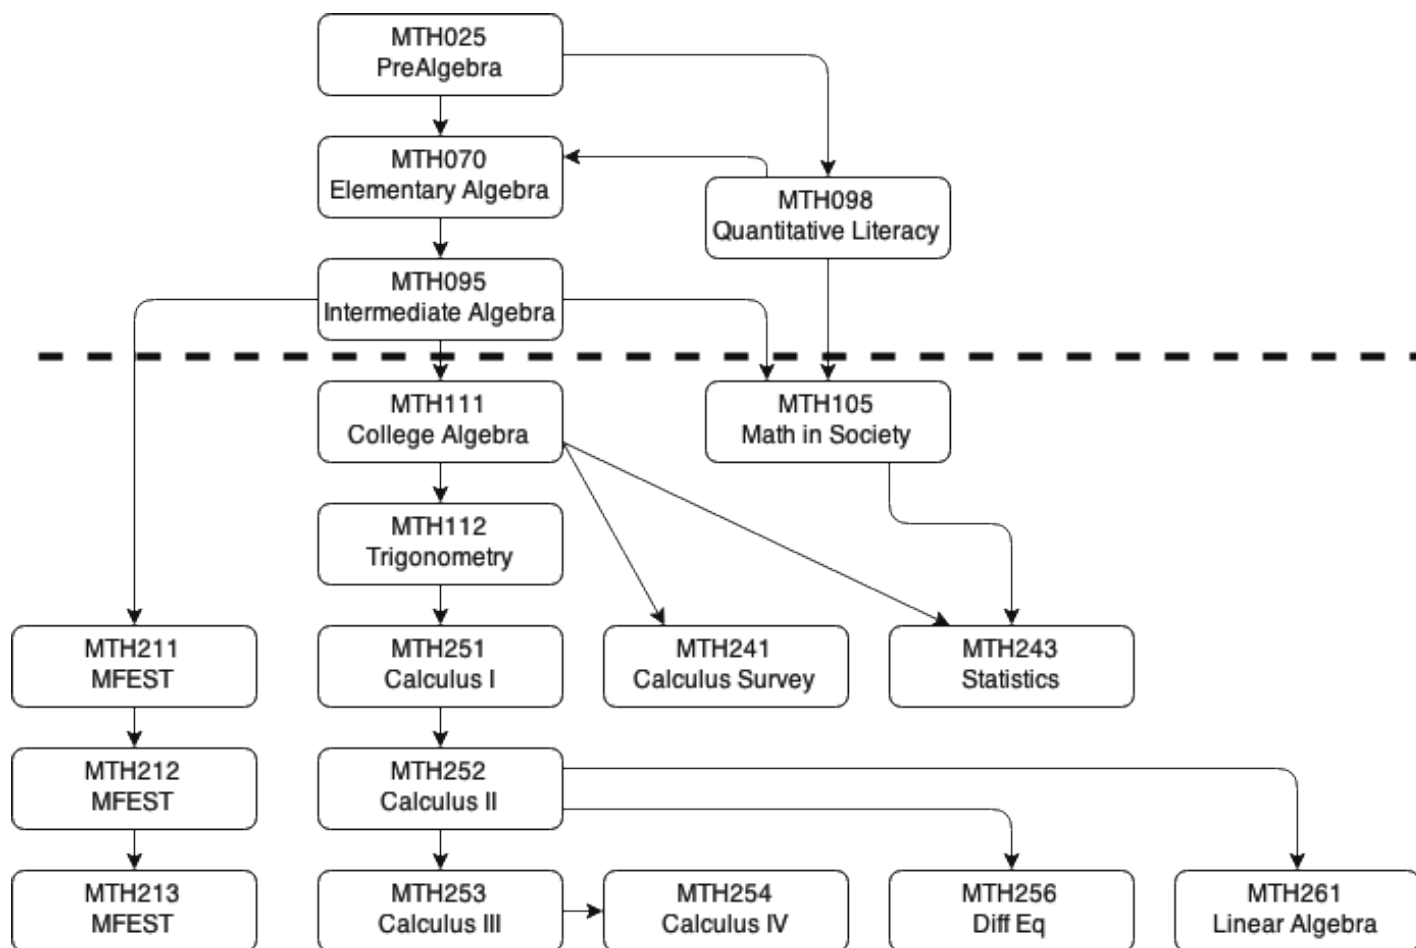 MTH025
PreAlgebra
MTH070
Elementary Algebra
MTH098
Quantitative Literacy
MTH095
Intermediate Algebra
MTH111
College Algebra
MTH105
Math in Society
MTH112
Trigonometry
MTH211
MFEST
MTH251
Calculus I
MTH241
Calculus Survey
MTH243
Statistics
MTH212
MFEST
MTH252
Calculus II
MTH213
MFEST
MTH253
Calculus III
MTH254
Calculus IV
MTH256
Diff Eq
MTH261
Linear Algebra